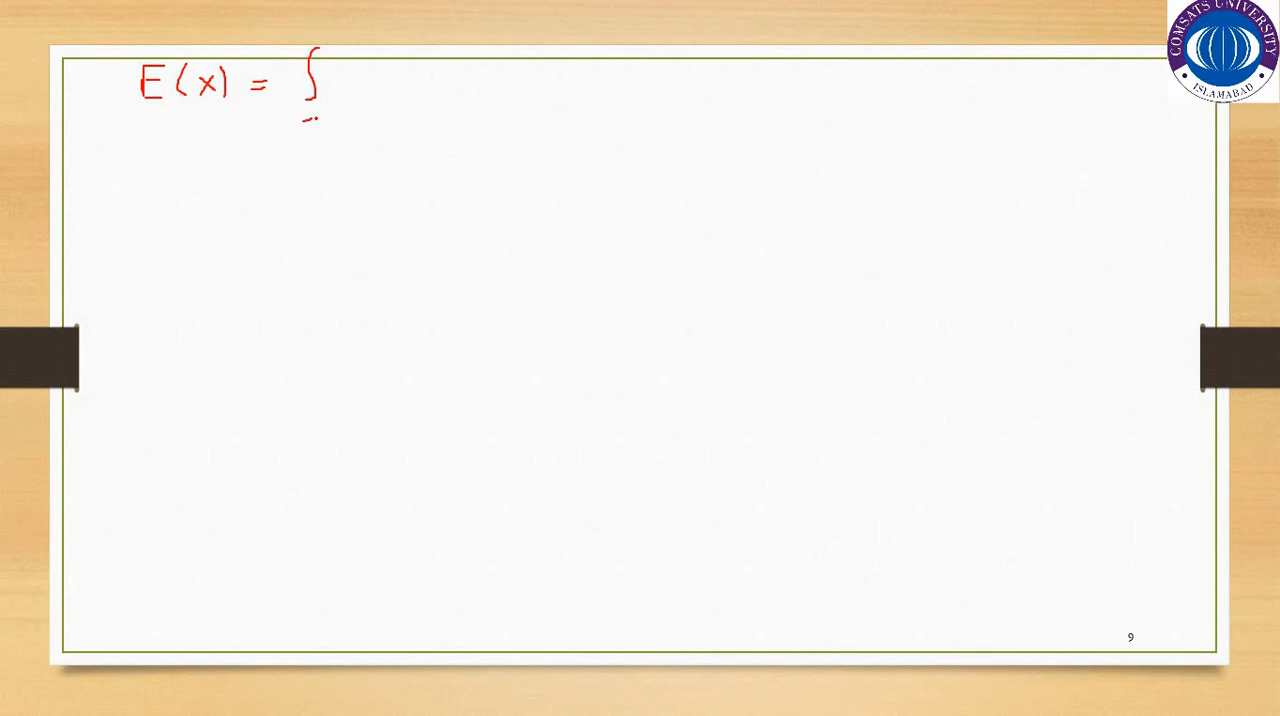 COMSATS UNIVERSITY
ISLAMABAD
E(x) = ∫
9